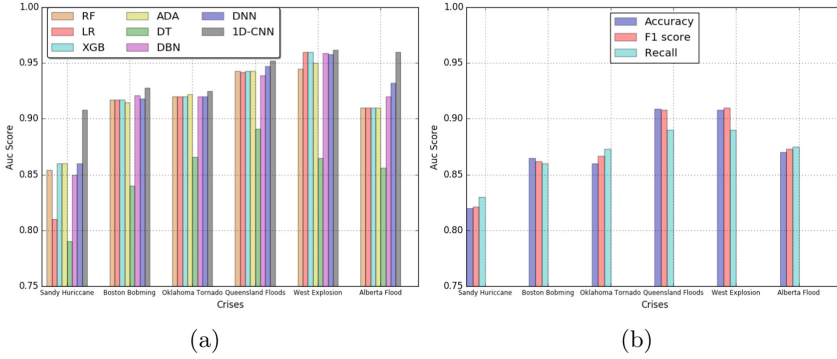 RF ADA DNN
LR DT 1D-CNN
XGB DBN
1.00
0.95
0.90
0.85
0.80
0.75
Auc Score
Sandy Huriccane Boston Bobming Oklahoma Tornado Queensland Floods West Explosion Alberta Flood
Crises
(a)
Accuracy
F1 score
Recall
1.00
0.95
0.90
0.85
0.80
0.75
Auc Score
Sandy Huriccane Boston Bobming Oklahoma Tornado Queensland Floods West Explosion Alberta Flood
Crises
(b)